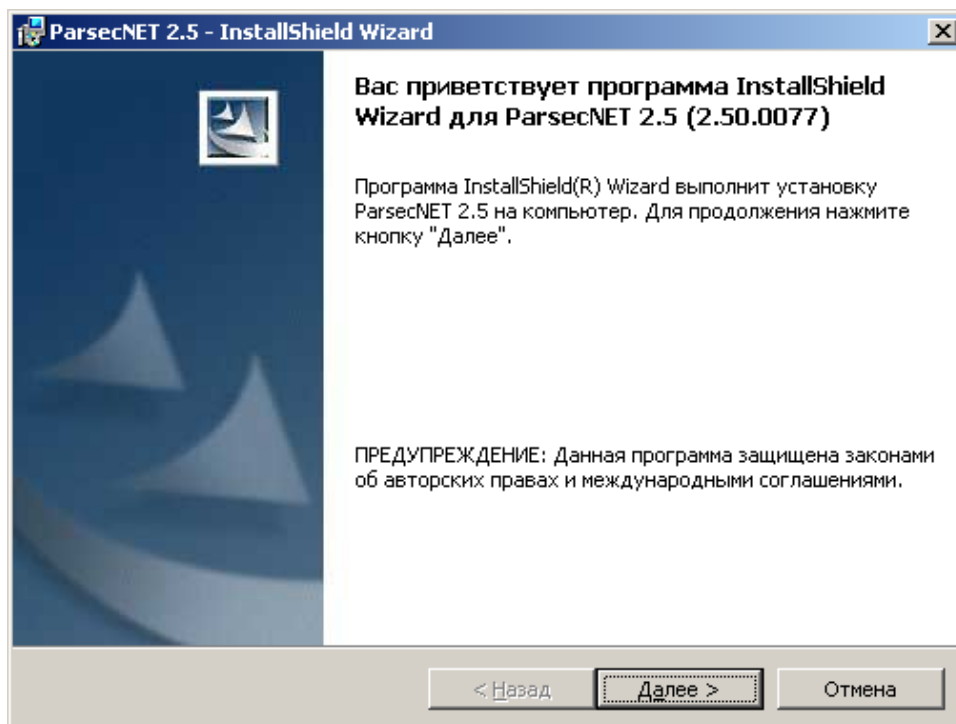 ParsecNET 2.5 - InstallShield Wizard
Вас приветствует программа InstallShield
Wizard для ParsecNET 2.5 (2.50.0077)
Программа InstallShield(R) Wizard выполнит установку
ParsecNET 2.5 на компьютер. Для продолжения нажмите
кнопку "Далее".
ПРЕДУПРЕЖДЕНИЕ: Данная программа защищена законами
об авторских правах и международными соглашениями.
< Назад
Далее >
Отмена